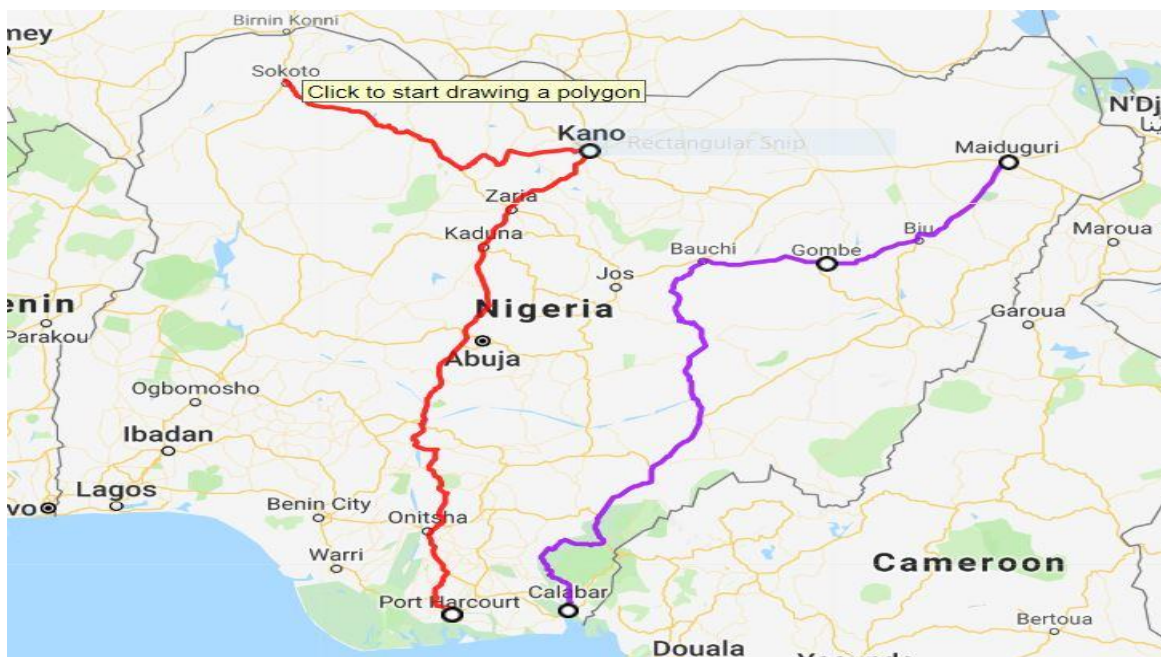 mey
Birnin Konni
Sokoto
Click to start drawing a polygon
N'Dj
Kano
Rectangular Snip
Maiduguri
Zaria
Kaduna
Biu
Maroua
Bauchi
Gombe
Jos
Nigeria
enin
Garoua
Parakou
Abuja
Ogbomosho
Ibadan
Lagos
Benin City
vo
Onitsha
Warri
Cameroon
Calabar
Port Harcourt
Bertoua
Douala